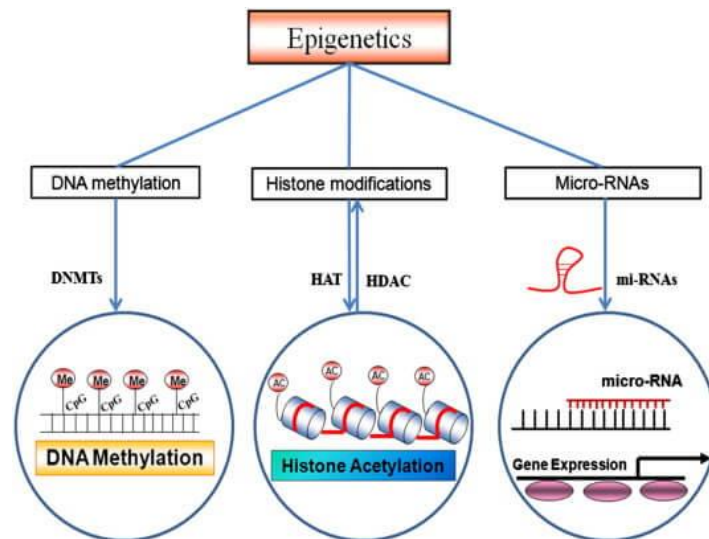 Epigenetics
DNA methylation
Histone modifications
Micro-RNAs
DNMTs
HAT
HDAC
mi-RNAs
Me Me Me Me
CpG CpG CpG CpG
DNA Methylation
AC AC AC AC
Histone Acetylation
micro-RNA
Gene Expression